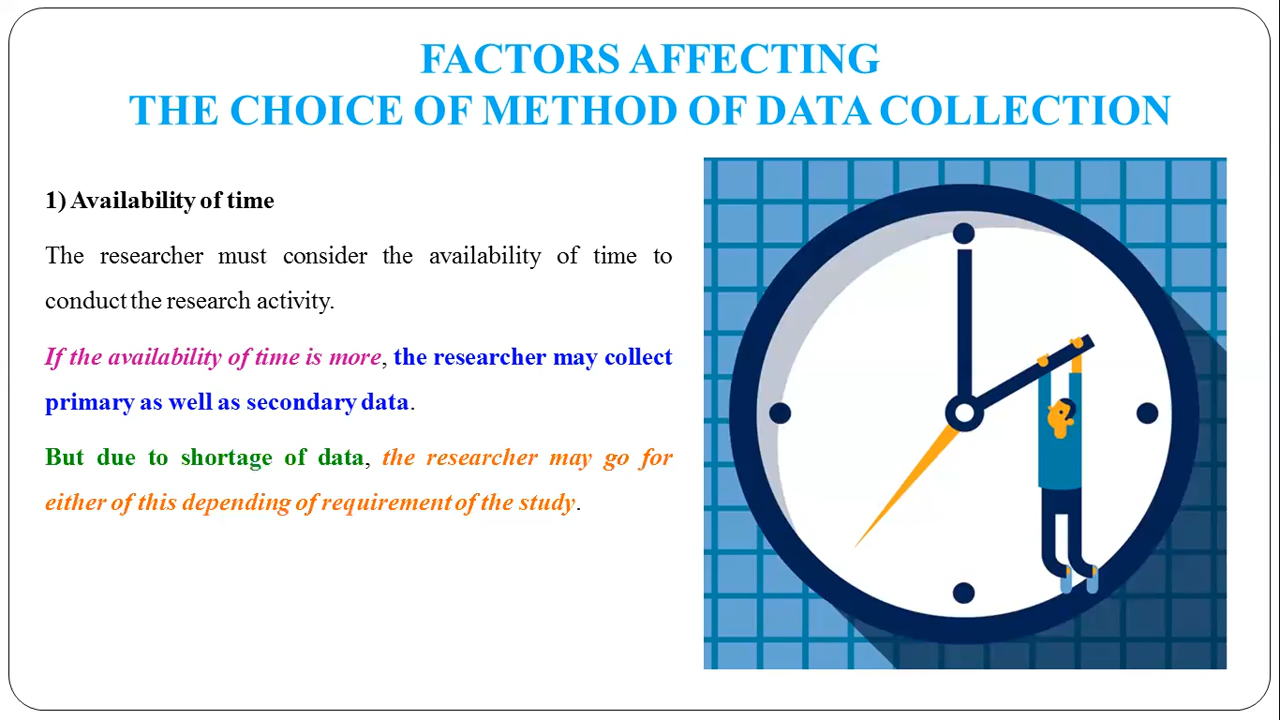 FACTORS AFFECTING
THE CHOICE OF METHOD OF DATA COLLECTION
1) Availability of time
The researcher must consider the availability of time to
conduct the research activity.
If the availability of time is more, the researcher may collect
primary as well as secondary data.
But due to shortage of data, the researcher may go for
either of this depending of requirement of the study.